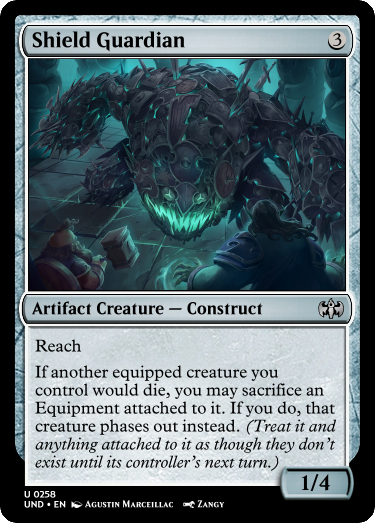 Shield Guardian 3
Artifact Creature — Construct
Reach
If another equipped creature you
control would die, you may sacrifice an
Equipment attached to it. If you do, that
creature phases out instead. (Treat it and
anything attached to it as though they don't
exist until its controller's next turn.)
1/4
U 0258
UND • EN Agustin Marceillac Zangy